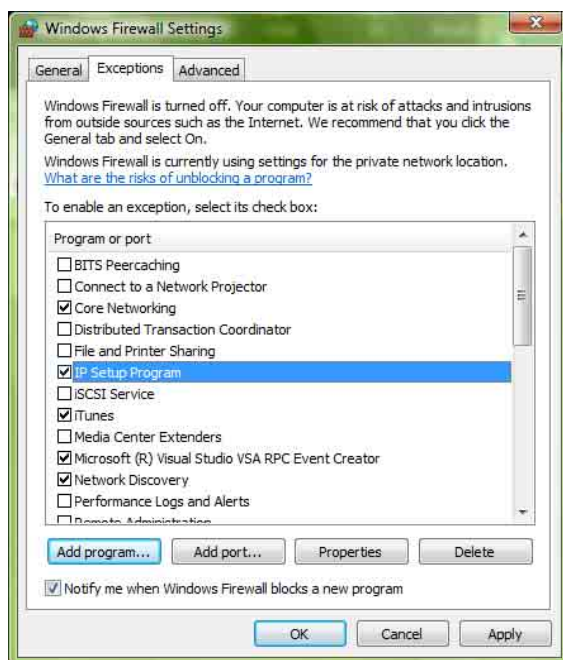 Windows Firewall Settings
General Exceptions Advanced
Windows Firewall is turned off. Your computer is at risk of attacks and intrusions
from outside sources such as the Internet. We recommend that you click the
General tab and select On.
Windows Firewall is currently using settings for the private network location.
What are the risks of unblocking a program?
To enable an exception, select its check box:
Program or port
BITS Peercaching
Connect to a Network Projector
Core Networking
Distributed Transaction Coordinator
File and Printer Sharing
IP Setup Program
iSCSI Service
iTunes
Media Center Extenders
Microsoft (R) Visual Studio VSA RPC Event Creator
Network Discovery
Performance Logs and Alerts
Remote Administration
Add program... Add port... Properties Delete
Notify me when Windows Firewall blocks a new program
OK Cancel Apply